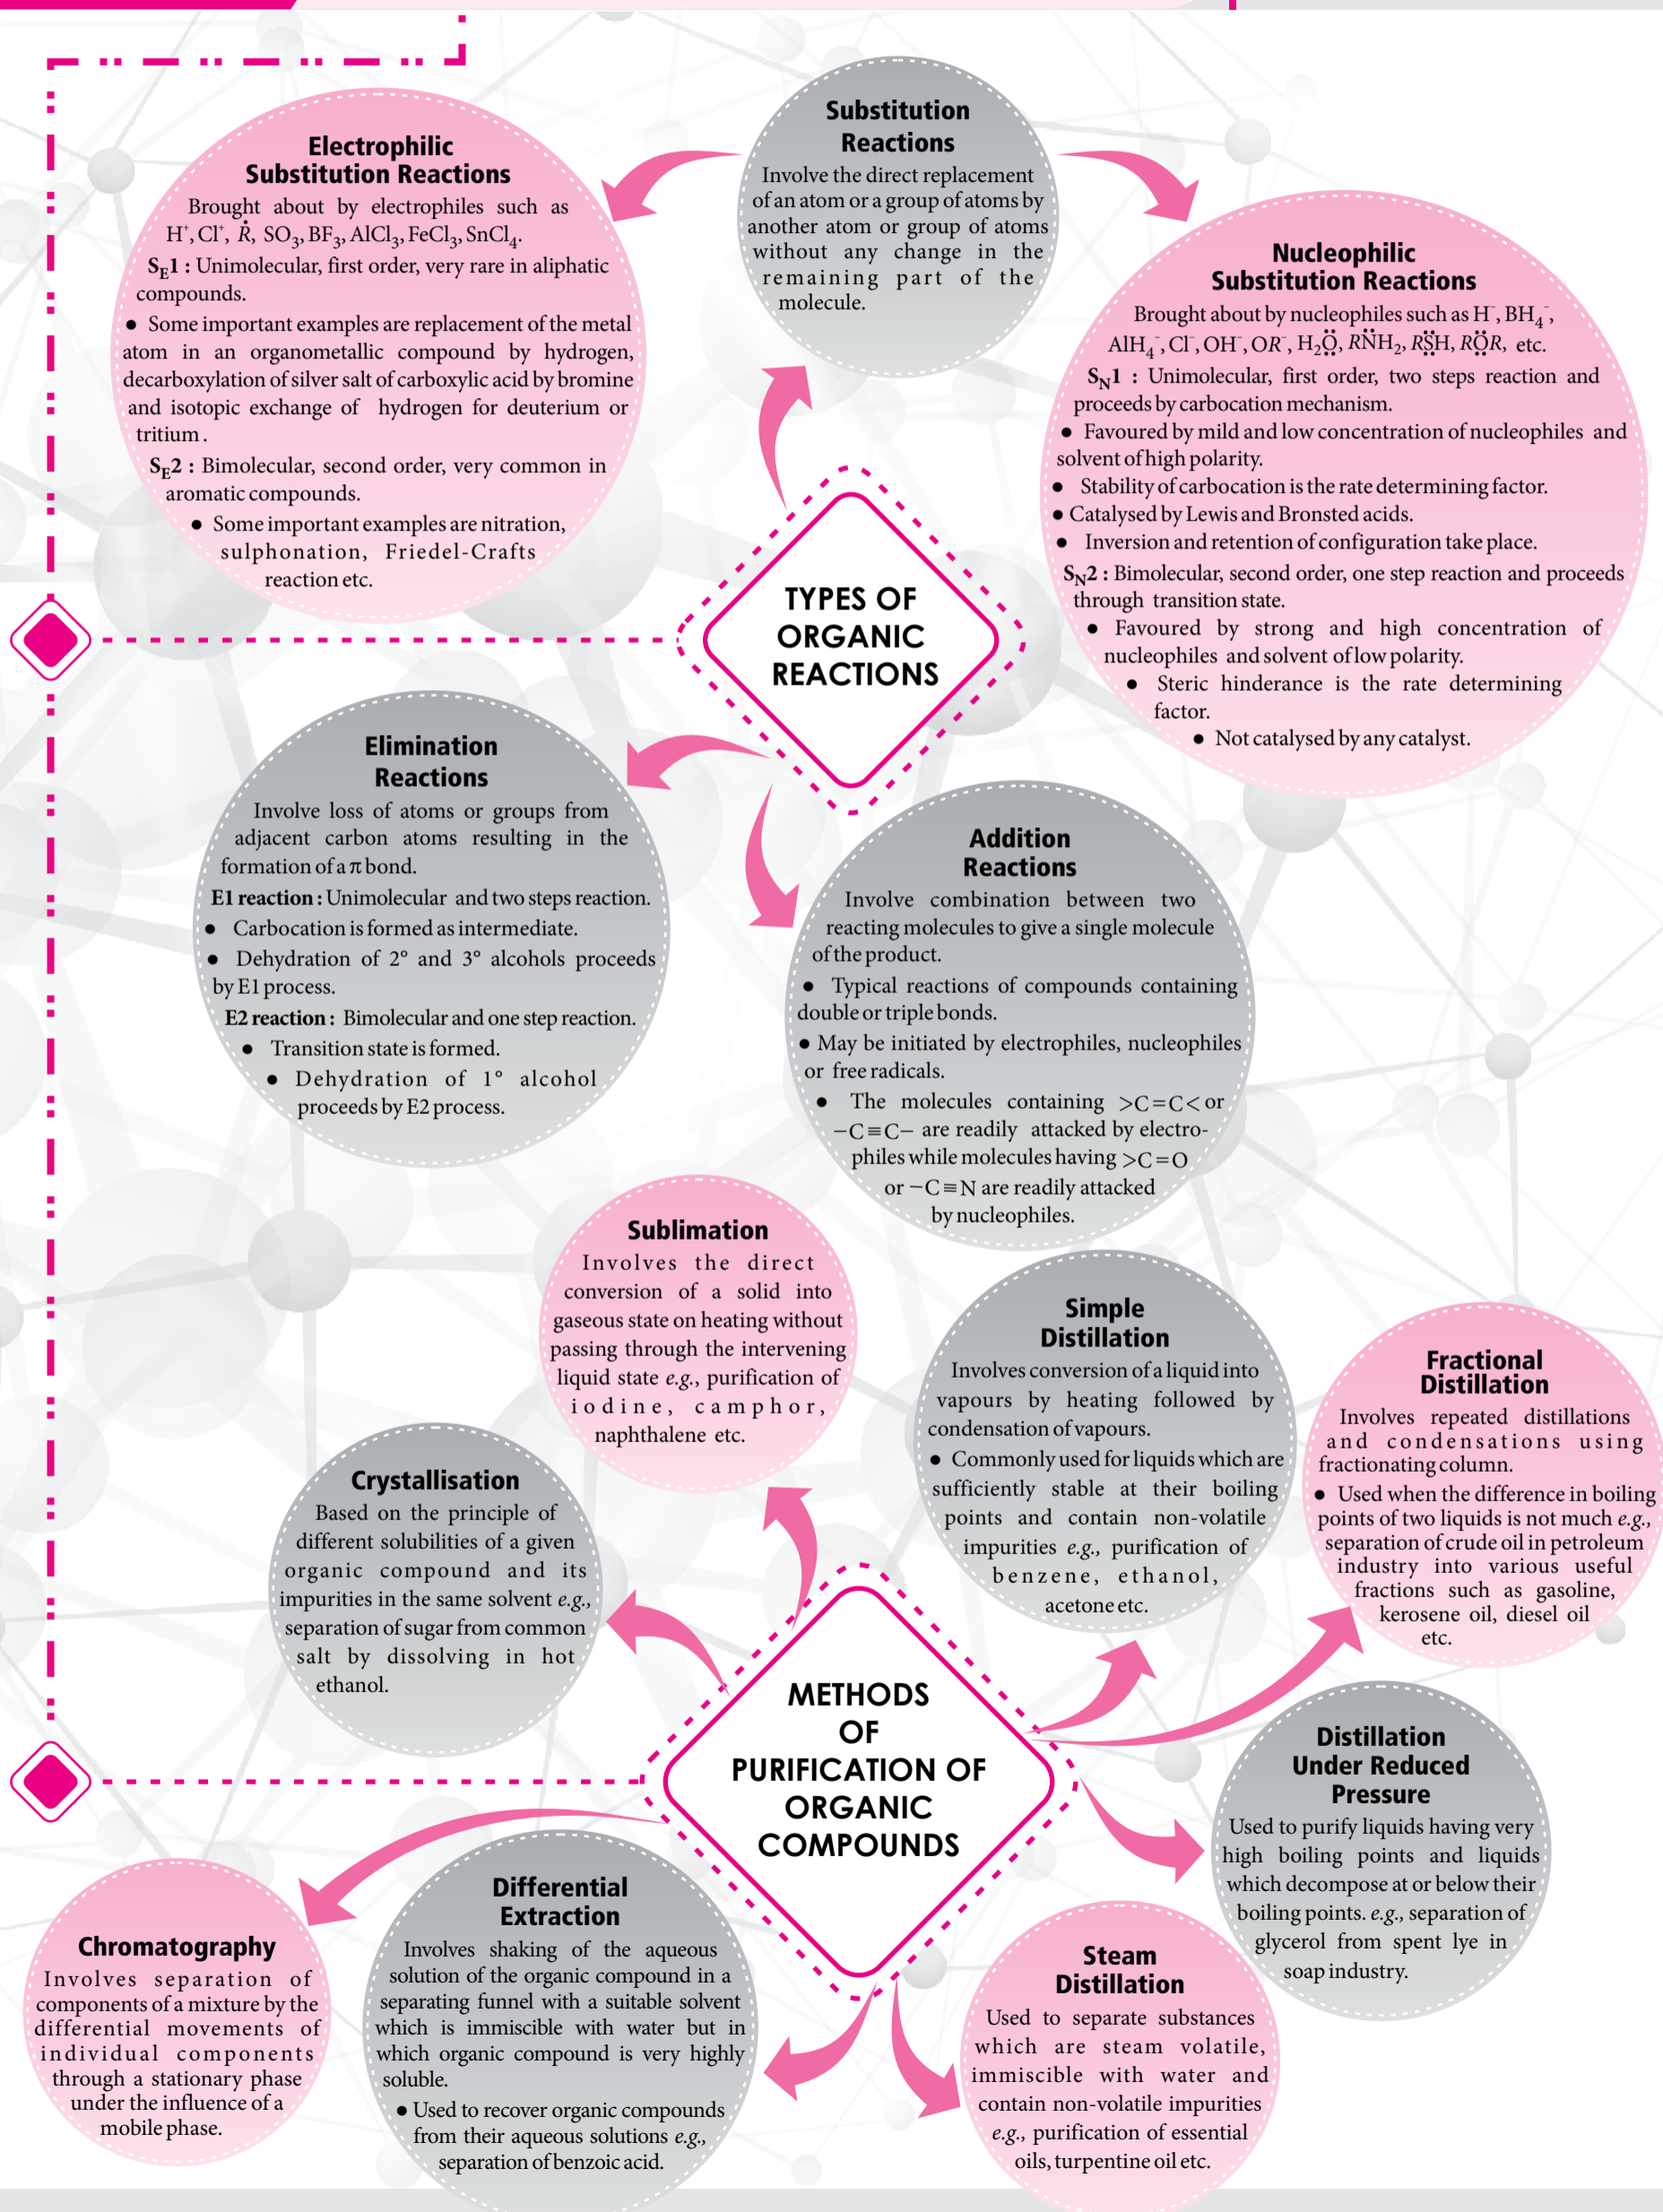 Substitution
Reactions
Involve the direct replacement
of an atom or a group of atoms by
another atom or group of atoms
without any change in the
remaining part of the
molecule.
Electrophilic
Substitution Reactions
Brought about by electrophiles such as
H⁺, Cl⁺, Ṙ, SO₃, BF₃, AlCl₃, FeCl₃, SnCl₄.
S_E1 : Unimolecular, first order, very rare in aliphatic
compounds.
● Some important examples are replacement of the metal
atom in an organometallic compound by hydrogen,
decarboxylation of silver salt of carboxylic acid by bromine
and isotopic exchange of hydrogen for deuterium or
tritium .
S_E2 : Bimolecular, second order, very common in
aromatic compounds.
● Some important examples are nitration,
sulphonation, Friedel-Crafts
reaction etc.
Nucleophilic
Substitution Reactions
Brought about by nucleophiles such as H⁻, BH₄⁻,
AlH₄⁻, Cl⁻, OH⁻, OR⁻, H₂Ö̤, RN̈H₂, RS̤̈H, RÖ̤R, etc.
S_N1 : Unimolecular, first order, two steps reaction and
proceeds by carbocation mechanism.
● Favoured by mild and low concentration of nucleophiles and
solvent of high polarity.
● Stability of carbocation is the rate determining factor.
● Catalysed by Lewis and Bronsted acids.
● Inversion and retention of configuration take place.
S_N2 : Bimolecular, second order, one step reaction and proceeds
through transition state.
● Favoured by strong and high concentration of
nucleophiles and solvent of low polarity.
● Steric hinderance is the rate determining
factor.
● Not catalysed by any catalyst.
TYPES OF
ORGANIC
REACTIONS
Elimination
Reactions
Involve loss of atoms or groups from
adjacent carbon atoms resulting in the
formation of a π bond.
E1 reaction : Unimolecular and two steps reaction.
● Carbocation is formed as intermediate.
● Dehydration of 2° and 3° alcohols proceeds
by E1 process.
E2 reaction : Bimolecular and one step reaction.
● Transition state is formed.
● Dehydration of 1° alcohol
proceeds by E2 process.
Addition
Reactions
Involve combination between two
reacting molecules to give a single molecule
of the product.
● Typical reactions of compounds containing
double or triple bonds.
● May be initiated by electrophiles, nucleophiles
or free radicals.
● The molecules containing >C=C< or
–C≡C– are readily attacked by electro-
philes while molecules having >C=O
or –C≡N are readily attacked
by nucleophiles.
Sublimation
Involves the direct
conversion of a solid into
gaseous state on heating without
passing through the intervening
liquid state e.g., purification of
iodine, camphor,
naphthalene etc.
Simple
Distillation
Involves conversion of a liquid into
vapours by heating followed by
condensation of vapours.
● Commonly used for liquids which are
sufficiently stable at their boiling
points and contain non-volatile
impurities e.g., purification of
benzene, ethanol,
acetone etc.
Fractional
Distillation
Involves repeated distillations
and condensations using
fractionating column.
● Used when the difference in boiling
points of two liquids is not much e.g.,
separation of crude oil in petroleum
industry into various useful
fractions such as gasoline,
kerosene oil, diesel oil
etc.
Crystallisation
Based on the principle of
different solubilities of a given
organic compound and its
impurities in the same solvent e.g.,
separation of sugar from common
salt by dissolving in hot
ethanol.
METHODS
OF
PURIFICATION OF
ORGANIC
COMPOUNDS
Distillation
Under Reduced
Pressure
Used to purify liquids having very
high boiling points and liquids
which decompose at or below their
boiling points. e.g., separation of
glycerol from spent lye in
soap industry.
Chromatography
Involves separation of
components of a mixture by the
differential movements of
individual components
through a stationary phase
under the influence of a
mobile phase.
Differential
Extraction
Involves shaking of the aqueous
solution of the organic compound in a
separating funnel with a suitable solvent
which is immiscible with water but in
which organic compound is very highly
soluble.
● Used to recover organic compounds
from their aqueous solutions e.g.,
separation of benzoic acid.
Steam
Distillation
Used to separate substances
which are steam volatile,
immiscible with water and
contain non-volatile impurities
e.g., purification of essential
oils, turpentine oil etc.